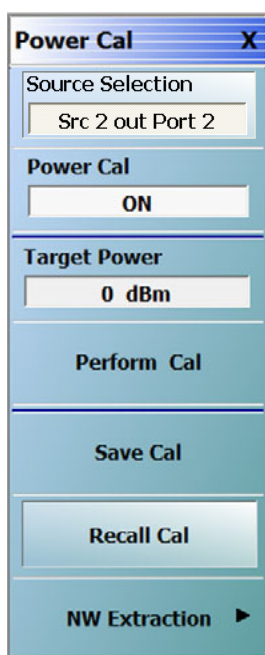 Power Cal X
Source Selection
Src 2 out Port 2
Power Cal
ON
Target Power
0 dBm
Perform Cal
Save Cal
Recall Cal
NW Extraction